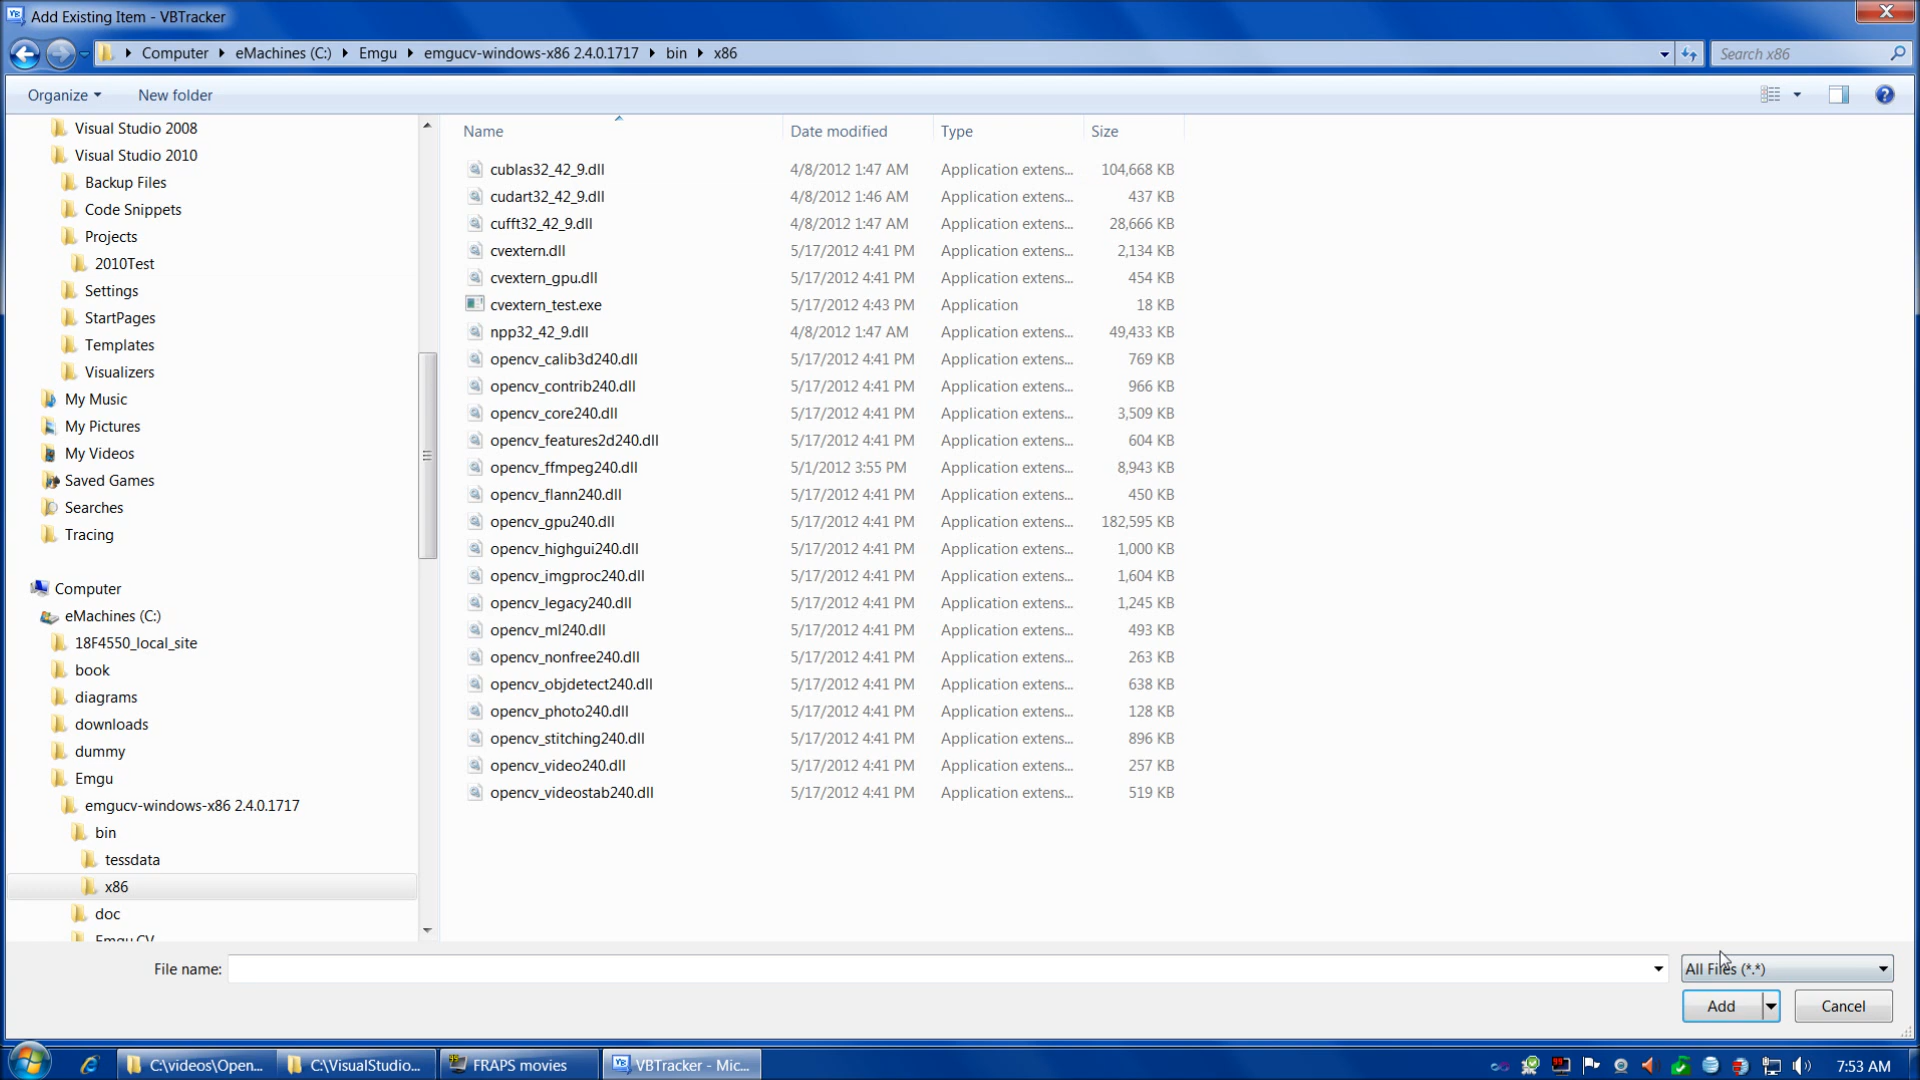 Add Existing Item - VBTracker
Computer eMachines (C:) Emgu emgucv-windows-x86 2.4.0.1717 bin x86
Search x86
Organize New folder
Visual Studio 2008
Visual Studio 2010
Backup Files
Code Snippets
Projects
2010Test
Settings
StartPages
Templates
Visualizers
My Music
My Pictures
My Videos
Saved Games
Searches
Tracing
Computer
eMachines (C:)
18F4550_local_site
book
diagrams
downloads
dummy
Emgu
emgucv-windows-x86 2.4.0.1717
bin
tessdata
x86
doc
Emgu.CV
Name Date modified Type Size
cublas32_42_9.dll 4/8/2012 1:47 AM Application extens... 104,668 KB
cudart32_42_9.dll 4/8/2012 1:46 AM Application extens... 437 KB
cufft32_42_9.dll 4/8/2012 1:47 AM Application extens... 28,666 KB
cvextern.dll 5/17/2012 4:41 PM Application extens... 2,134 KB
cvextern_gpu.dll 5/17/2012 4:41 PM Application extens... 454 KB
cvextern_test.exe 5/17/2012 4:43 PM Application 18 KB
npp32_42_9.dll 4/8/2012 1:47 AM Application extens... 49,433 KB
opencv_calib3d240.dll 5/17/2012 4:41 PM Application extens... 769 KB
opencv_contrib240.dll 5/17/2012 4:41 PM Application extens... 966 KB
opencv_core240.dll 5/17/2012 4:41 PM Application extens... 3,509 KB
opencv_features2d240.dll 5/17/2012 4:41 PM Application extens... 604 KB
opencv_ffmpeg240.dll 5/1/2012 3:55 PM Application extens... 8,943 KB
opencv_flann240.dll 5/17/2012 4:41 PM Application extens... 450 KB
opencv_gpu240.dll 5/17/2012 4:41 PM Application extens... 182,595 KB
opencv_highgui240.dll 5/17/2012 4:41 PM Application extens... 1,000 KB
opencv_imgproc240.dll 5/17/2012 4:41 PM Application extens... 1,604 KB
opencv_legacy240.dll 5/17/2012 4:41 PM Application extens... 1,245 KB
opencv_ml240.dll 5/17/2012 4:41 PM Application extens... 493 KB
opencv_nonfree240.dll 5/17/2012 4:41 PM Application extens... 263 KB
opencv_objdetect240.dll 5/17/2012 4:41 PM Application extens... 638 KB
opencv_photo240.dll 5/17/2012 4:41 PM Application extens... 128 KB
opencv_stitching240.dll 5/17/2012 4:41 PM Application extens... 896 KB
opencv_video240.dll 5/17/2012 4:41 PM Application extens... 257 KB
opencv_videostab240.dll 5/17/2012 4:41 PM Application extens... 519 KB
File name: All Files (*.*)
Add Cancel
C:\videos\Open... C:\VisualStudio... FRAPS movies VBTracker - Mic... 7:53 AM